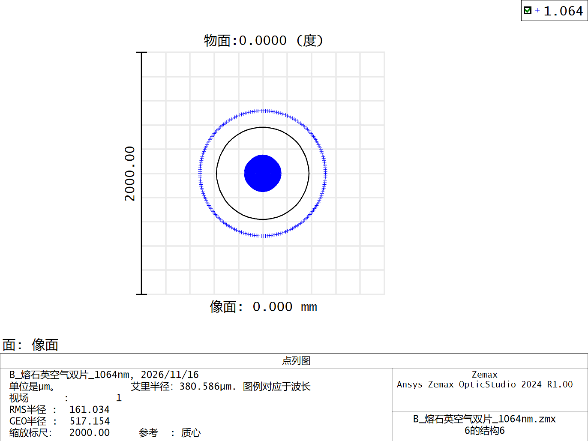 + 1.064
物面:0.0000 (度)
2000.00
像面: 0.000 mm
面: 像面
点列图
B_熔石英空气双片_1064nm, 2026/11/16
单位是µm。 艾里半径: 380.586µm. 图例对应于波长
视场 : 1
RMS半径 : 161.034
GEO半径 : 517.154
缩放标尺: 2000.00 参考 : 质心
Zemax
Ansys Zemax OpticStudio 2024 R1.00
B_熔石英空气双片_1064nm.zmx
6的结构6